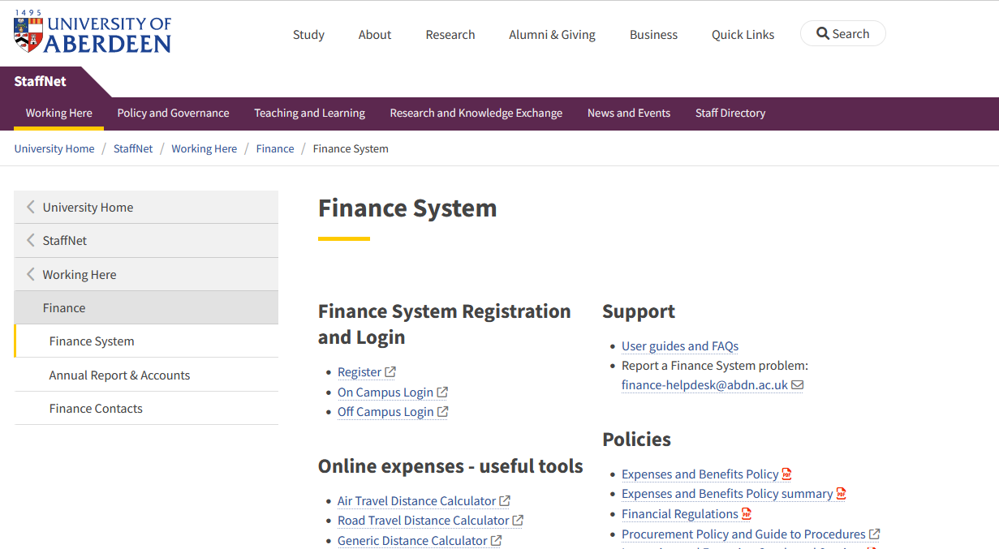 1495
UNIVERSITY OF
ABERDEEN
Study About Research Alumni & Giving Business Quick Links Search
StaffNet
Working Here Policy and Governance Teaching and Learning Research and Knowledge Exchange News and Events Staff Directory
University Home / StaffNet / Working Here / Finance / Finance System
University Home
StaffNet
Working Here
Finance
Finance System
Annual Report & Accounts
Finance Contacts
Finance System
Finance System Registration
and Login
• Register
• On Campus Login
• Off Campus Login
Online expenses - useful tools
• Air Travel Distance Calculator
• Road Travel Distance Calculator
• Generic Distance Calculator
Support
• User guides and FAQs
• Report a Finance System problem:
finance-helpdesk@abdn.ac.uk
Policies
• Expenses and Benefits Policy
• Expenses and Benefits Policy summary
• Financial Regulations
• Procurement Policy and Guide to Procedures